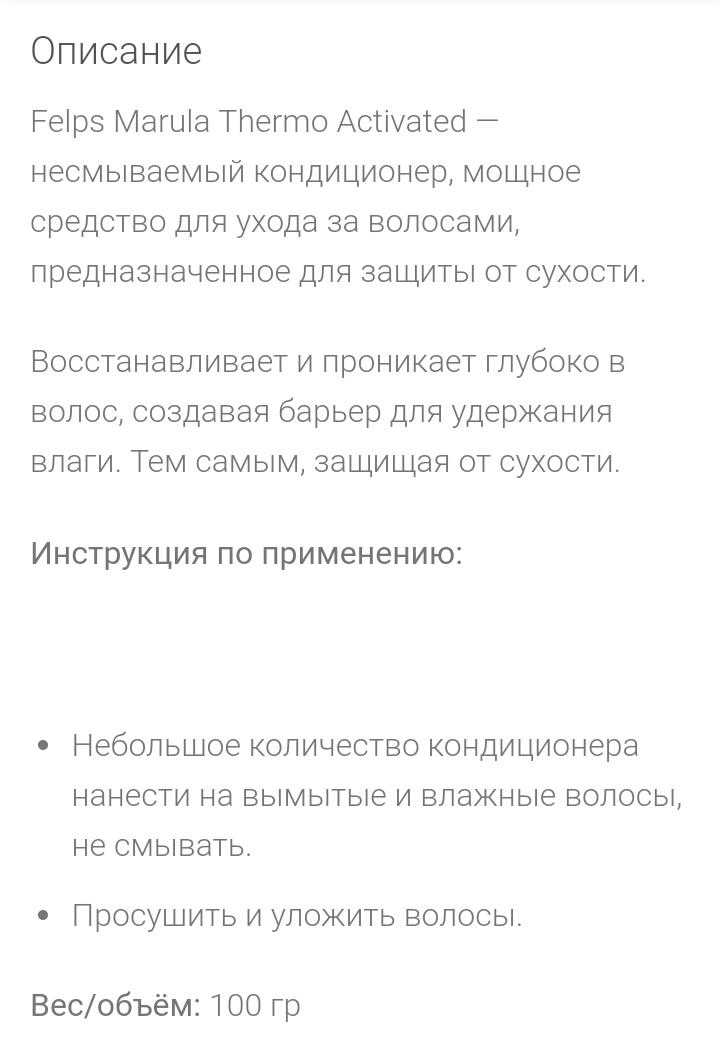 Описание
Felps Marula Thermo Activated —
несмываемый кондиционер, мощное
средство для ухода за волосами,
предназначенное для защиты от сухости.
Восстанавливает и проникает глубоко в
волос, создавая барьер для удержания
влаги. Тем самым, защищая от сухости.
Инструкция по применению:
• Небольшое количество кондиционера
нанести на вымытые и влажные волосы,
не смывать.
• Просушить и уложить волосы.
Вес/объём: 100 гр